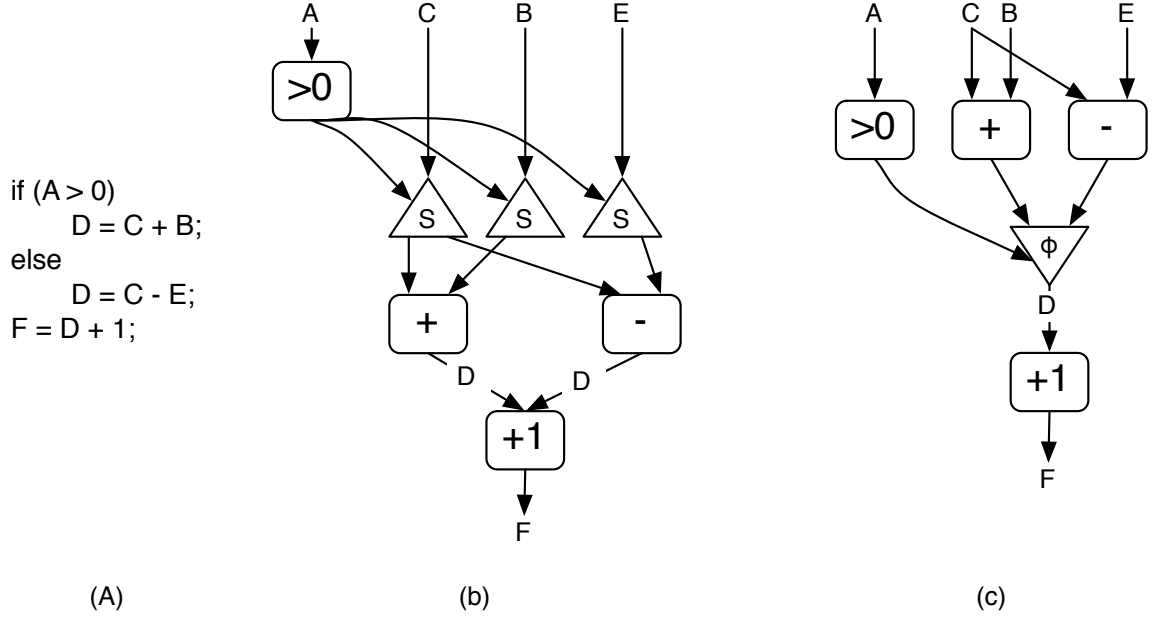 if (A > 0)
D = C + B;
else
D = C - E;
F = D + 1;
(A)
A
C
B
E
>0
S
S
S
+
-
D
D
+1
F
(b)
A
C
B
E
>0
+
-
ϕ
D
+1
F
(c)